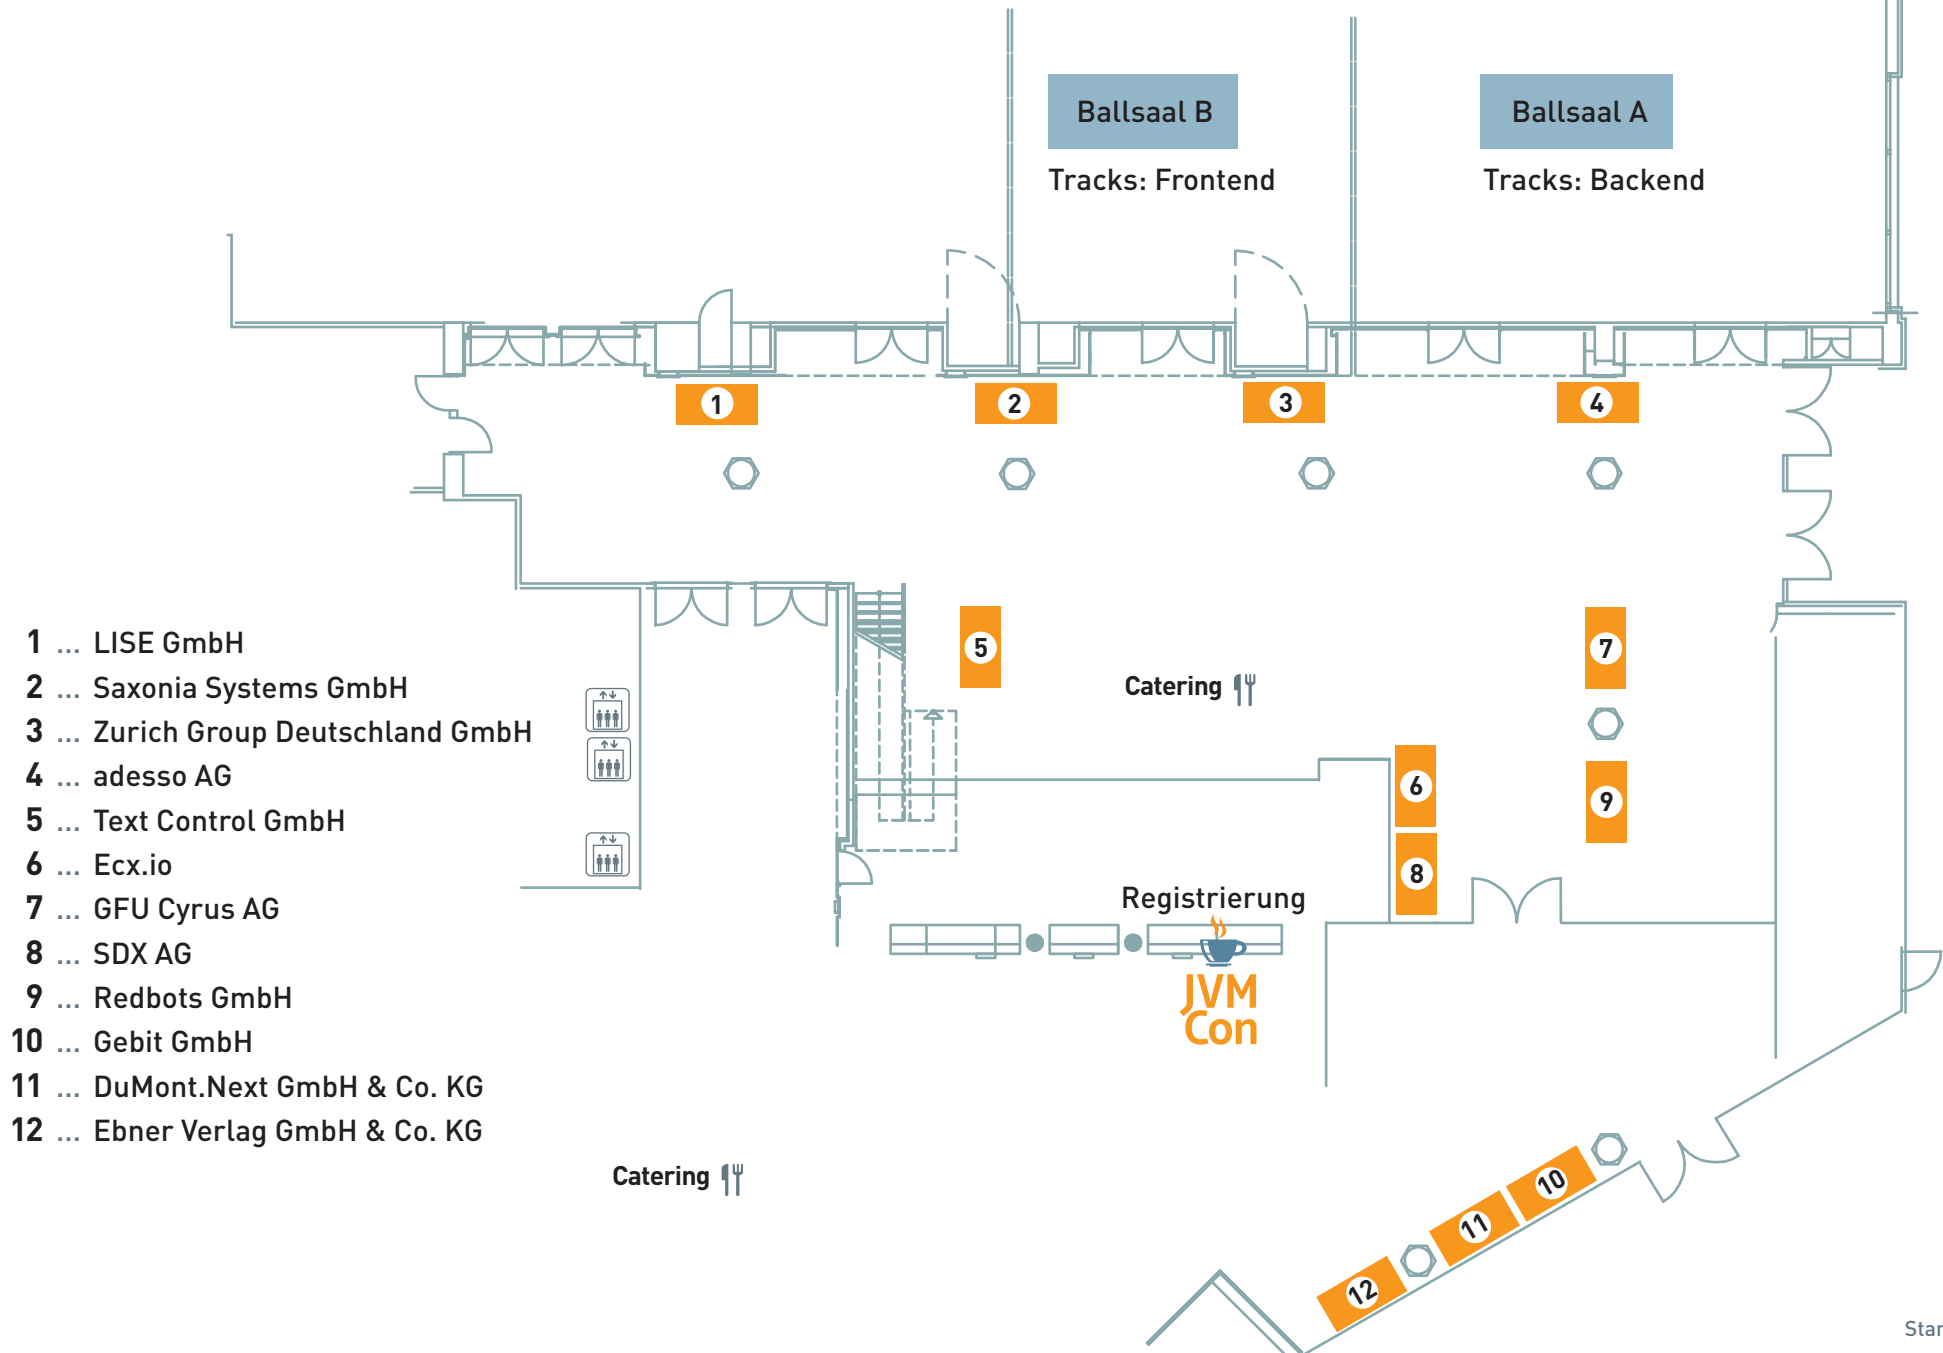 Ballsaal B
Ballsaal A
Tracks: Frontend
Tracks: Backend
1
2
3
4
5
7
6
9
8
Catering
1 ... LISE GmbH
2 ... Saxonia Systems GmbH
3 ... Zurich Group Deutschland GmbH
4 ... adesso AG
5 ... Text Control GmbH
6 ... Ecx.io
7 ... GFU Cyrus AG
8 ... SDX AG
9 ... Redbots GmbH
10 ... Gebit GmbH
11 ... DuMont.Next GmbH & Co. KG
12 ... Ebner Verlag GmbH & Co. KG
Registrierung
JVM
Con
Catering
10
11
12